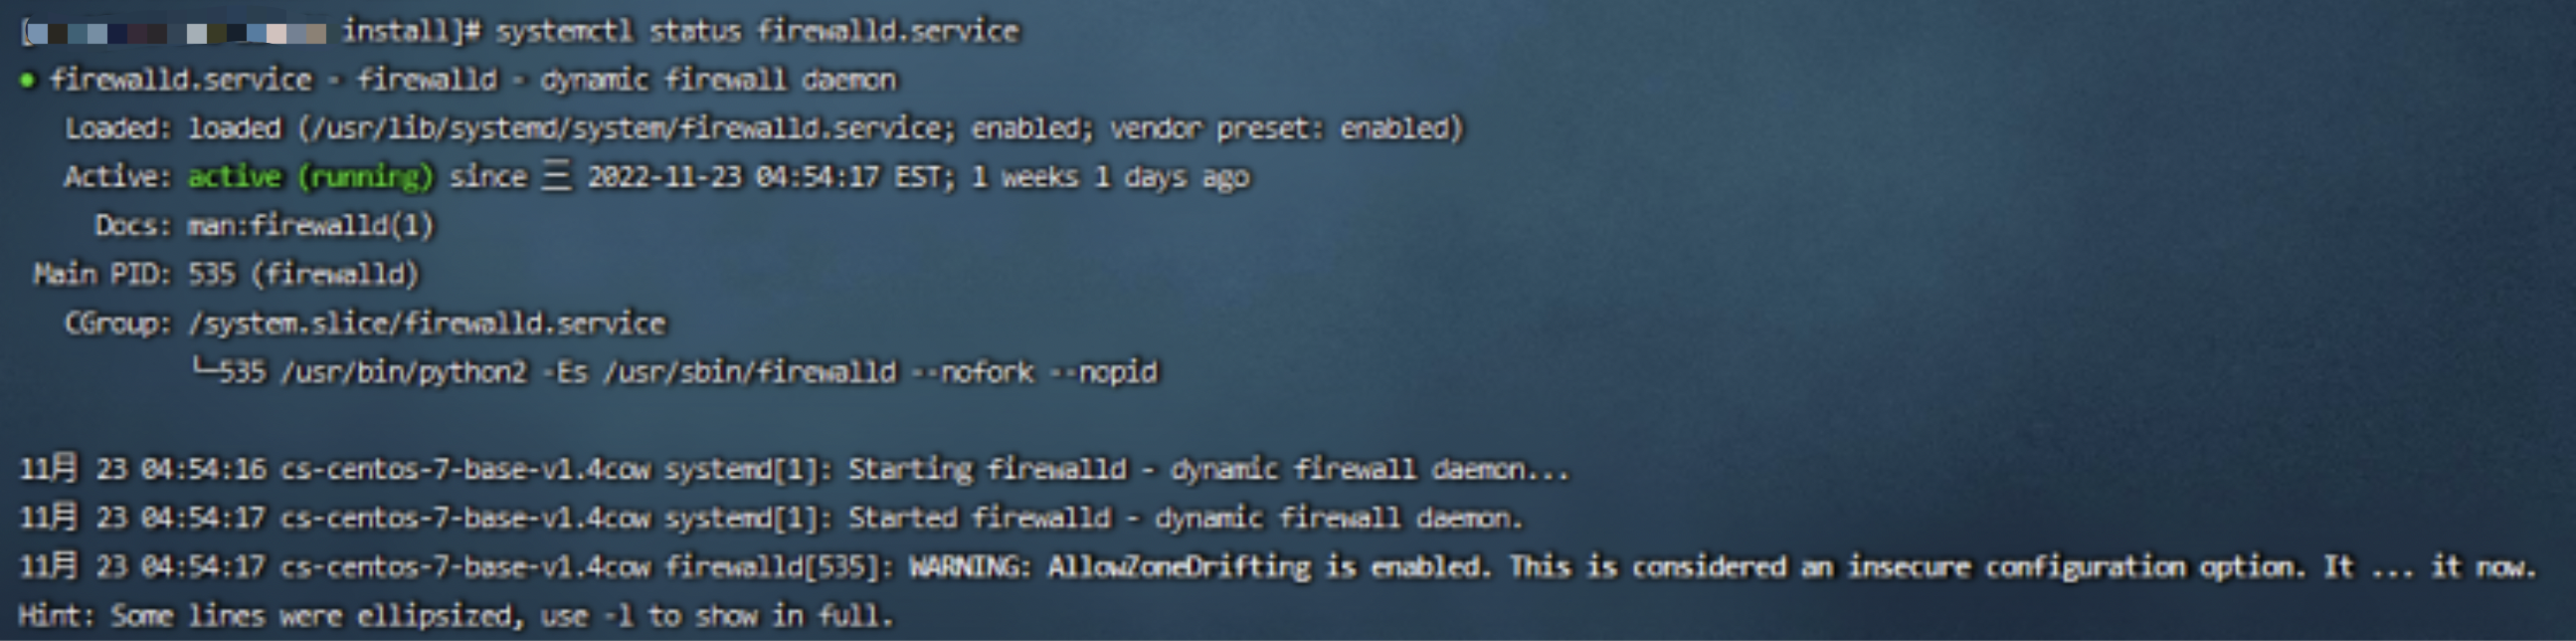 [ install]# systemctl status firewalld.service
● firewalld.service - firewalld - dynamic firewall daemon
Loaded: loaded (/usr/lib/systemd/system/firewalld.service; enabled; vendor preset: enabled)
Active: active (running) since 三 2022-11-23 04:54:17 EST; 1 weeks 1 days ago
Docs: man:firewalld(1)
Main PID: 535 (firewalld)
CGroup: /system.slice/firewalld.service
└─535 /usr/bin/python2 -Es /usr/sbin/firewalld --nofork --nopid
11月 23 04:54:16 cs-centos-7-base-v1.4cow systemd[1]: Starting firewalld - dynamic firewall daemon...
11月 23 04:54:17 cs-centos-7-base-v1.4cow systemd[1]: Started firewalld - dynamic firewall daemon.
11月 23 04:54:17 cs-centos-7-base-v1.4cow firewalld[535]: WARNING: AllowZoneDrifting is enabled. This is considered an insecure configuration option. It ... it now.
Hint: Some lines were ellipsized, use -l to show in full.